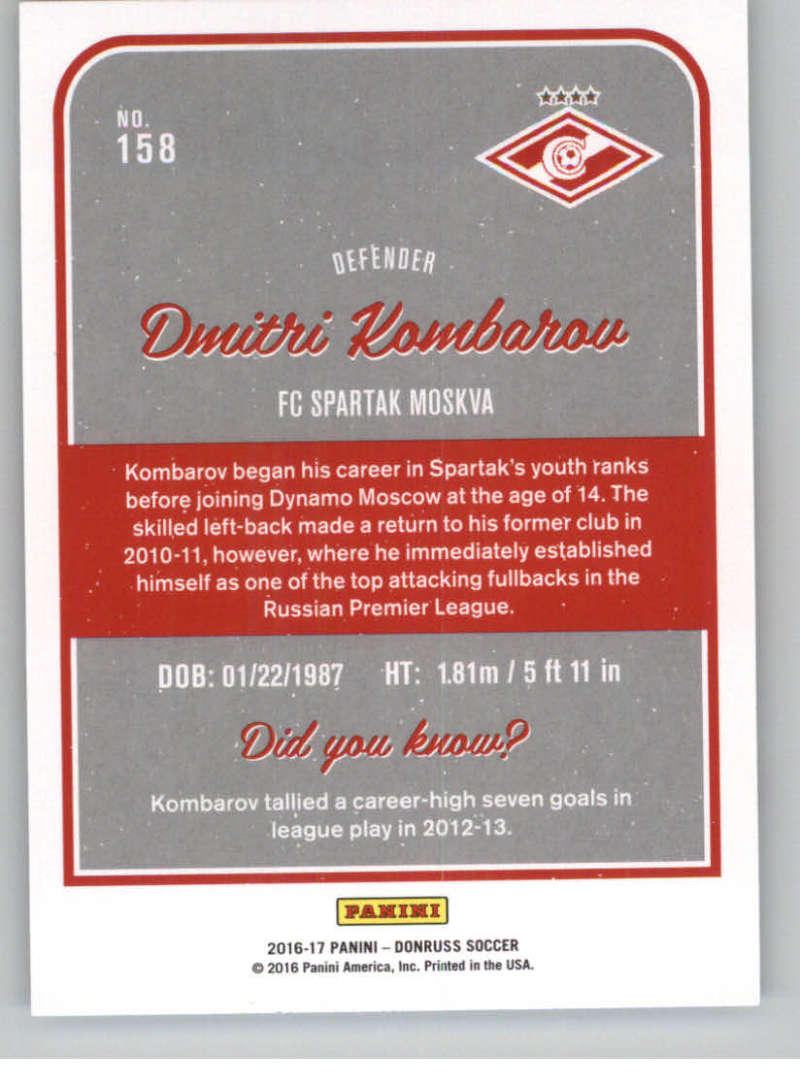 NO.
158
DEFENDER
Dmitri Kombarov
FC SPARTAK MOSKVA
Kombarov began his career in Spartak's youth ranks
before joining Dynamo Moscow at the age of 14. The
skilled left-back made a return to his former club in
2010-11, however, where he immediately established
himself as one of the top attacking fullbacks in the
Russian Premier League.
DOB: 01/22/1987 HT: 1.81m / 5 ft 11 in
Did you know?
Kombarov tallied a career-high seven goals in
league play in 2012-13.
PANINI
2016-17 PANINI – DONRUSS SOCCER
© 2016 Panini America, Inc. Printed in the USA.